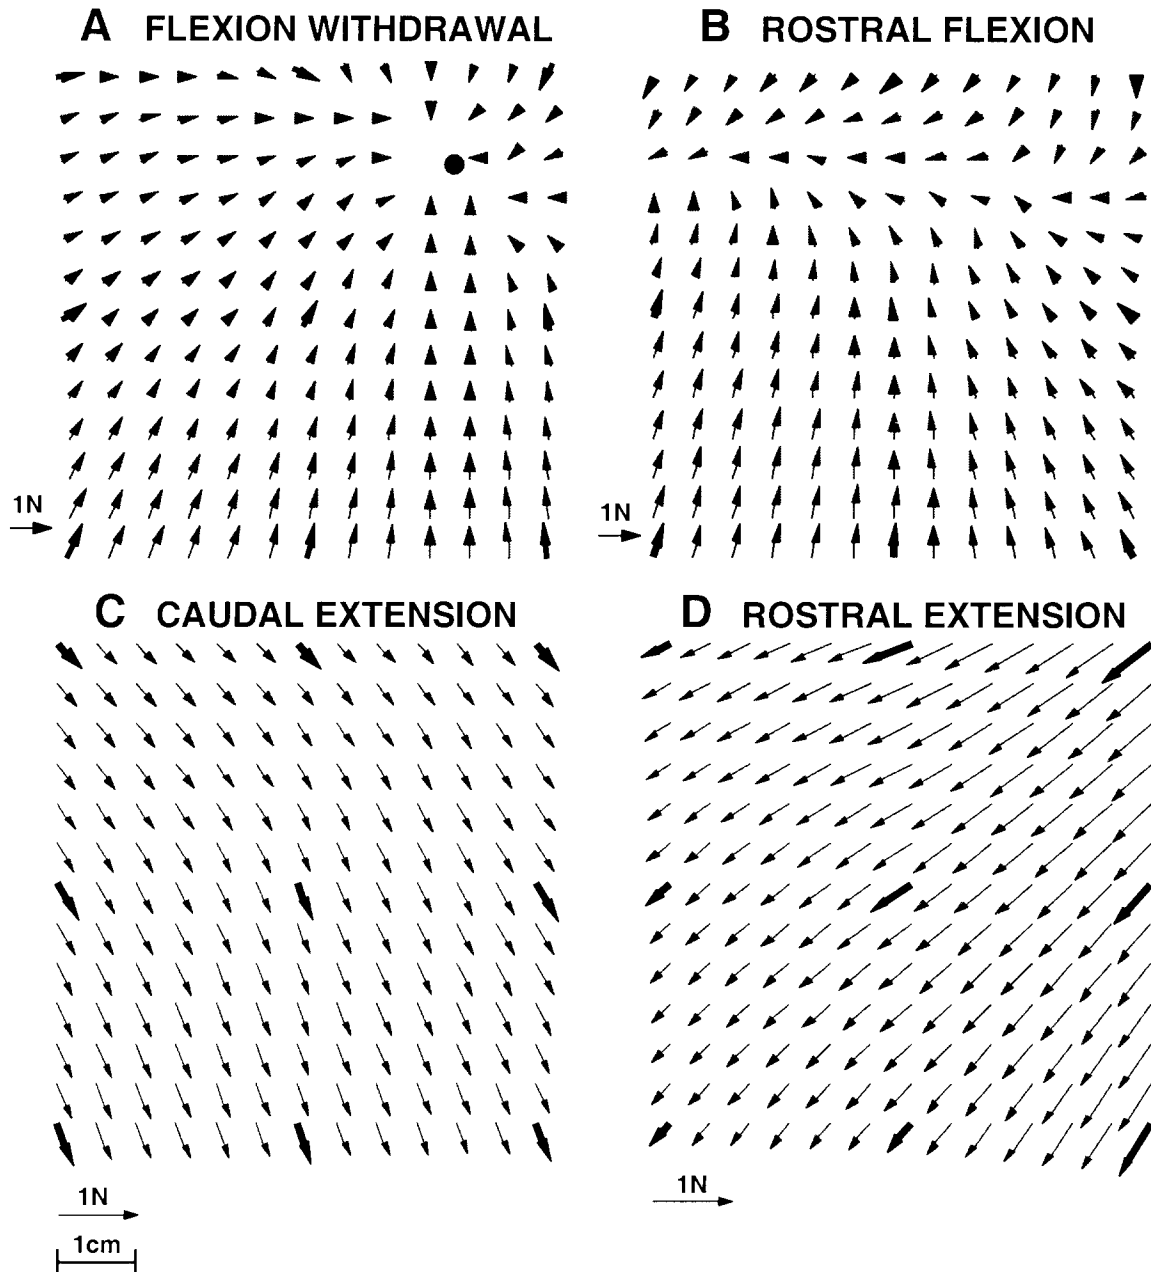 A FLEXION WITHDRAWAL
B ROSTRAL FLEXION
1N
1N
C CAUDAL EXTENSION
D ROSTRAL EXTENSION
1N
1cm
1N